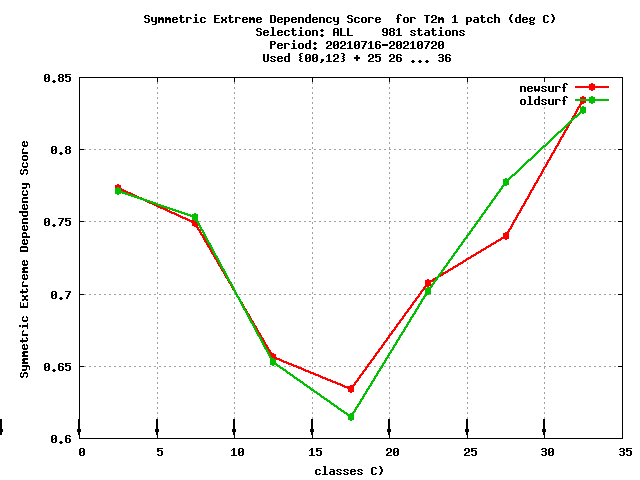 Symmetric Extreme Dependency Score  for T2m 1 patch (deg C)
Selection: ALL    981 stations
Period: 20210716-20210720
Used {00,12} + 25 26 ... 36
newsurf
oldsurf
0.85
0.8
0.75
0.7
0.65
0.6
Symmetric Extreme Dependency Score
0 5 10 15 20 25 30 35
classes C)